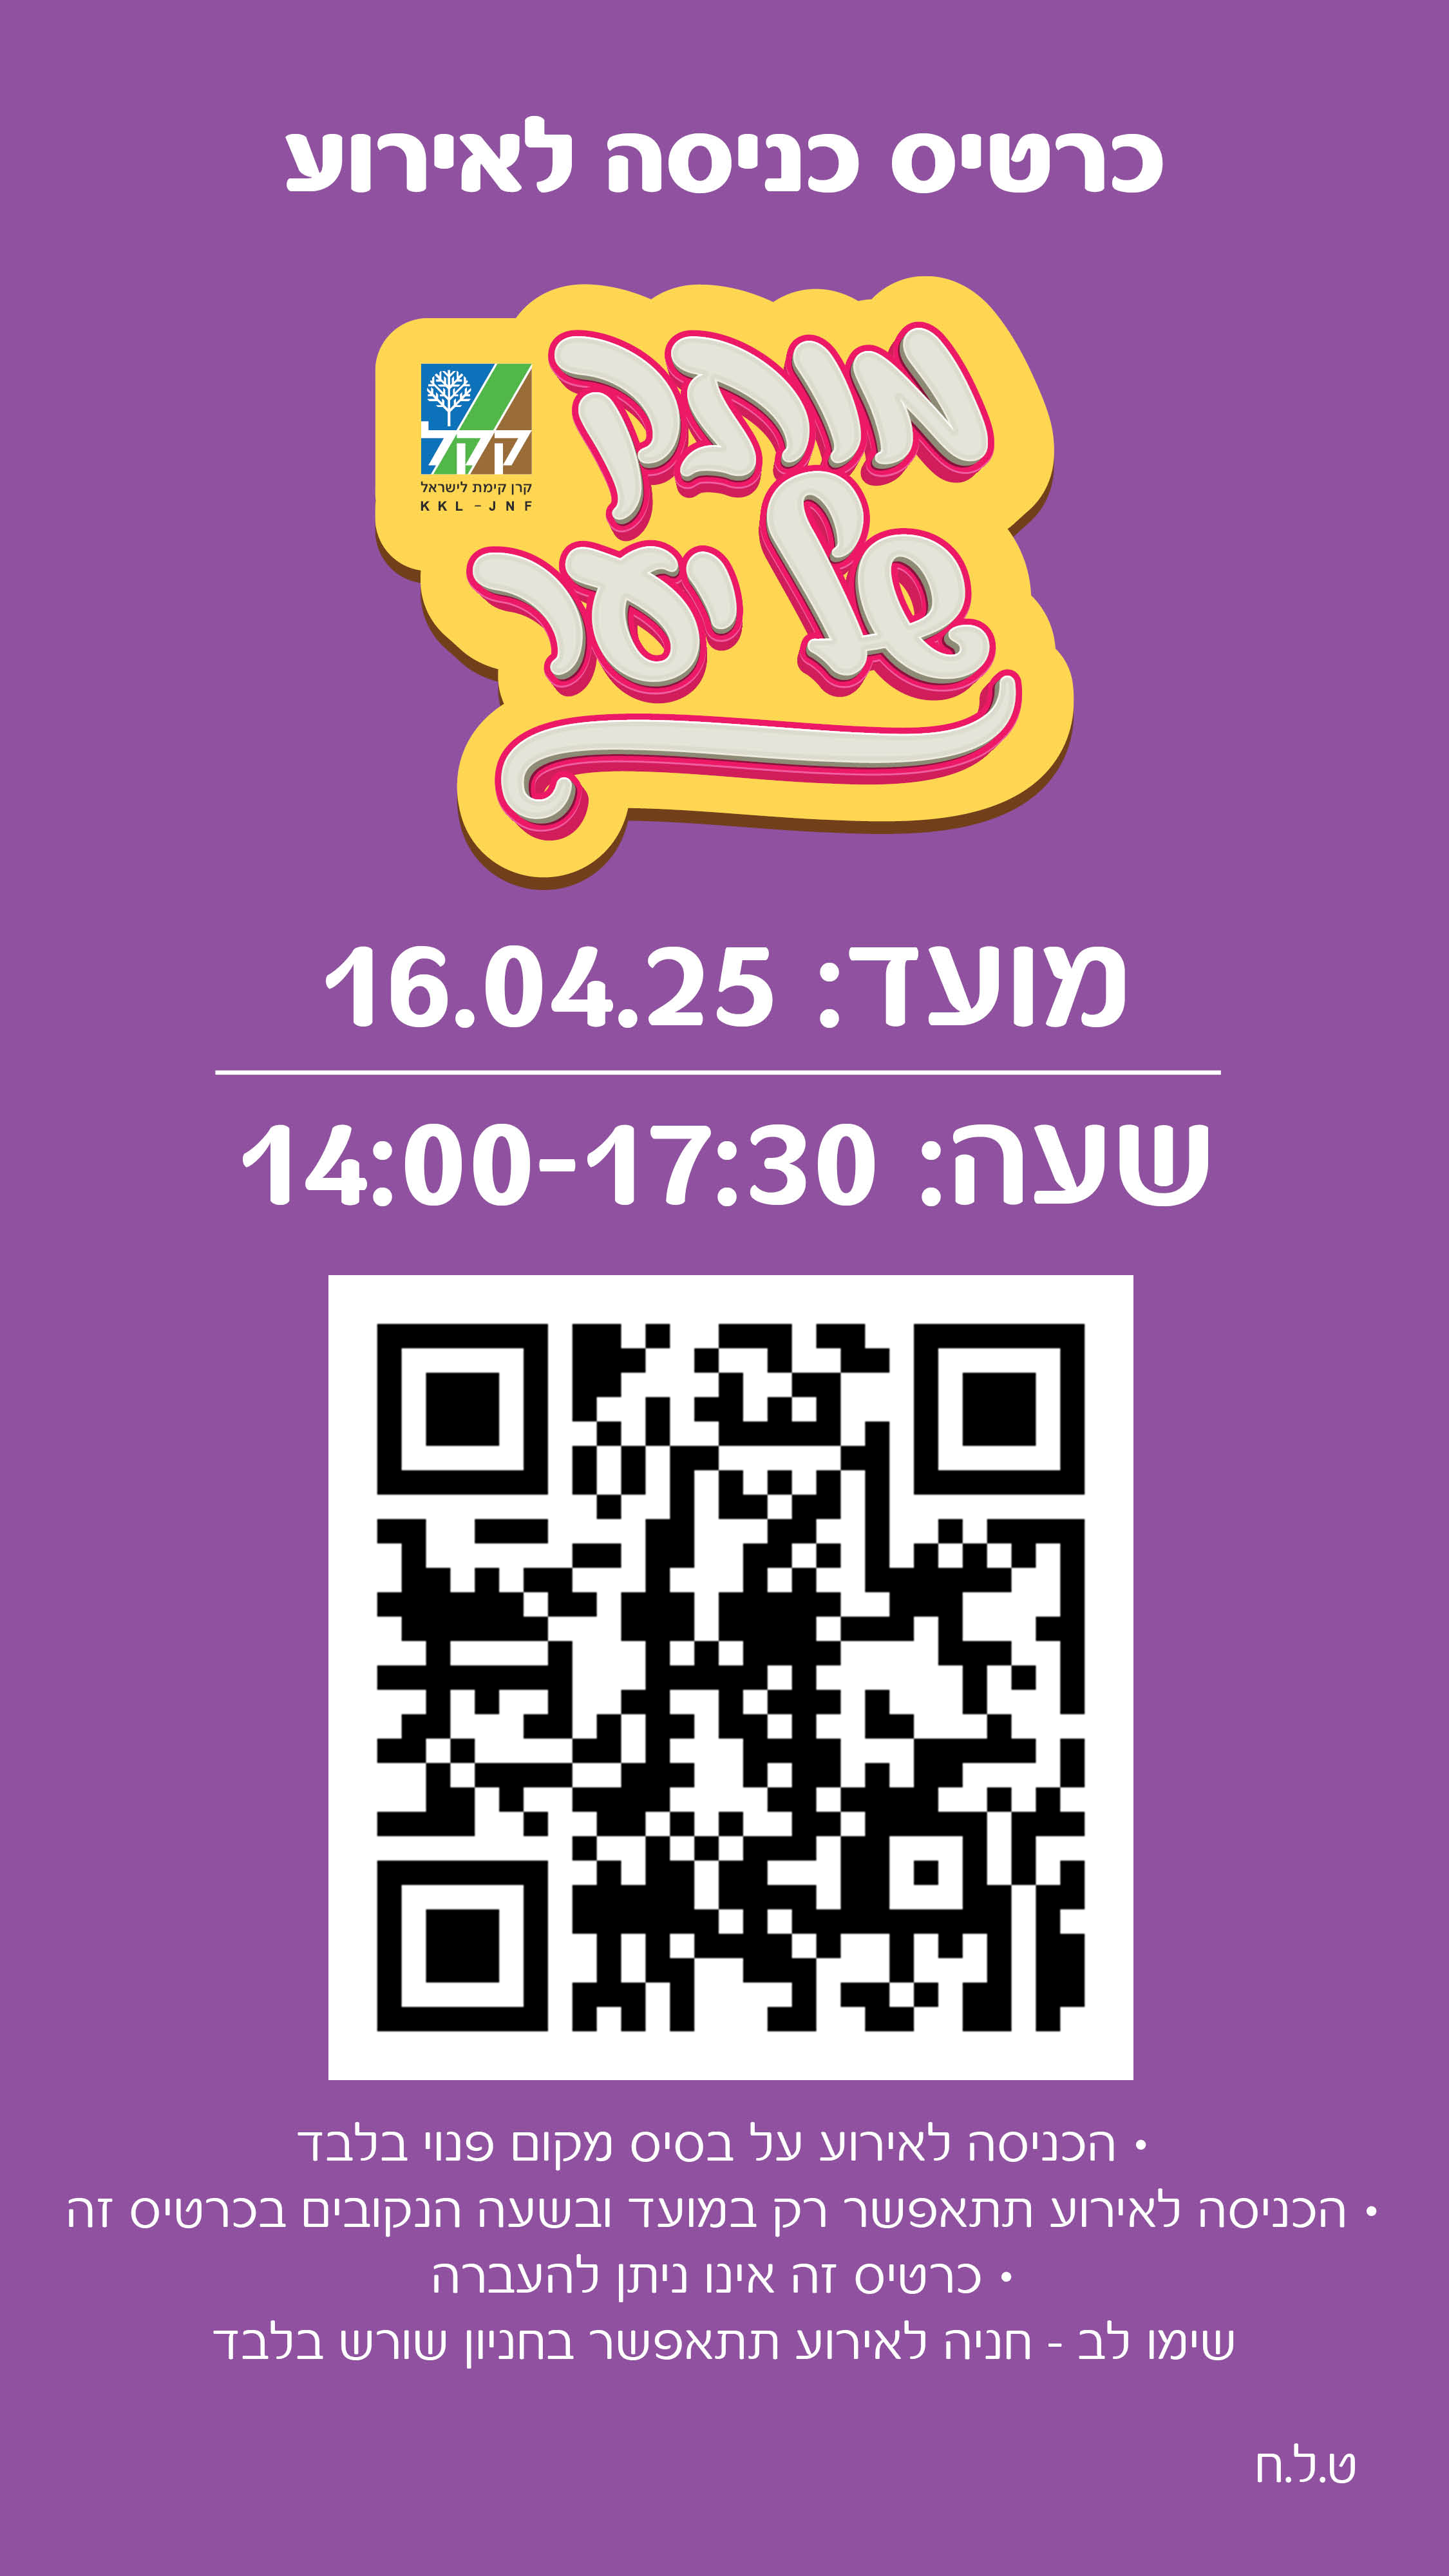 כרטיס כניסה לאירוע
מותק
של יער
קקל
קרן קימת לישראל
KKL-JNF
מועד: 16.04.25
שעה: 14:00-17:30
• הכניסה לאירוע על בסיס מקום פנוי בלבד
• הכניסה לאירוע תתאפשר רק במועד ובשעה הנקובים בכרטיס זה
• כרטיס זה אינו ניתן להעברה
שימו לב - חניה לאירוע תתאפשר בחניון שורש בלבד
ט.ל.ח